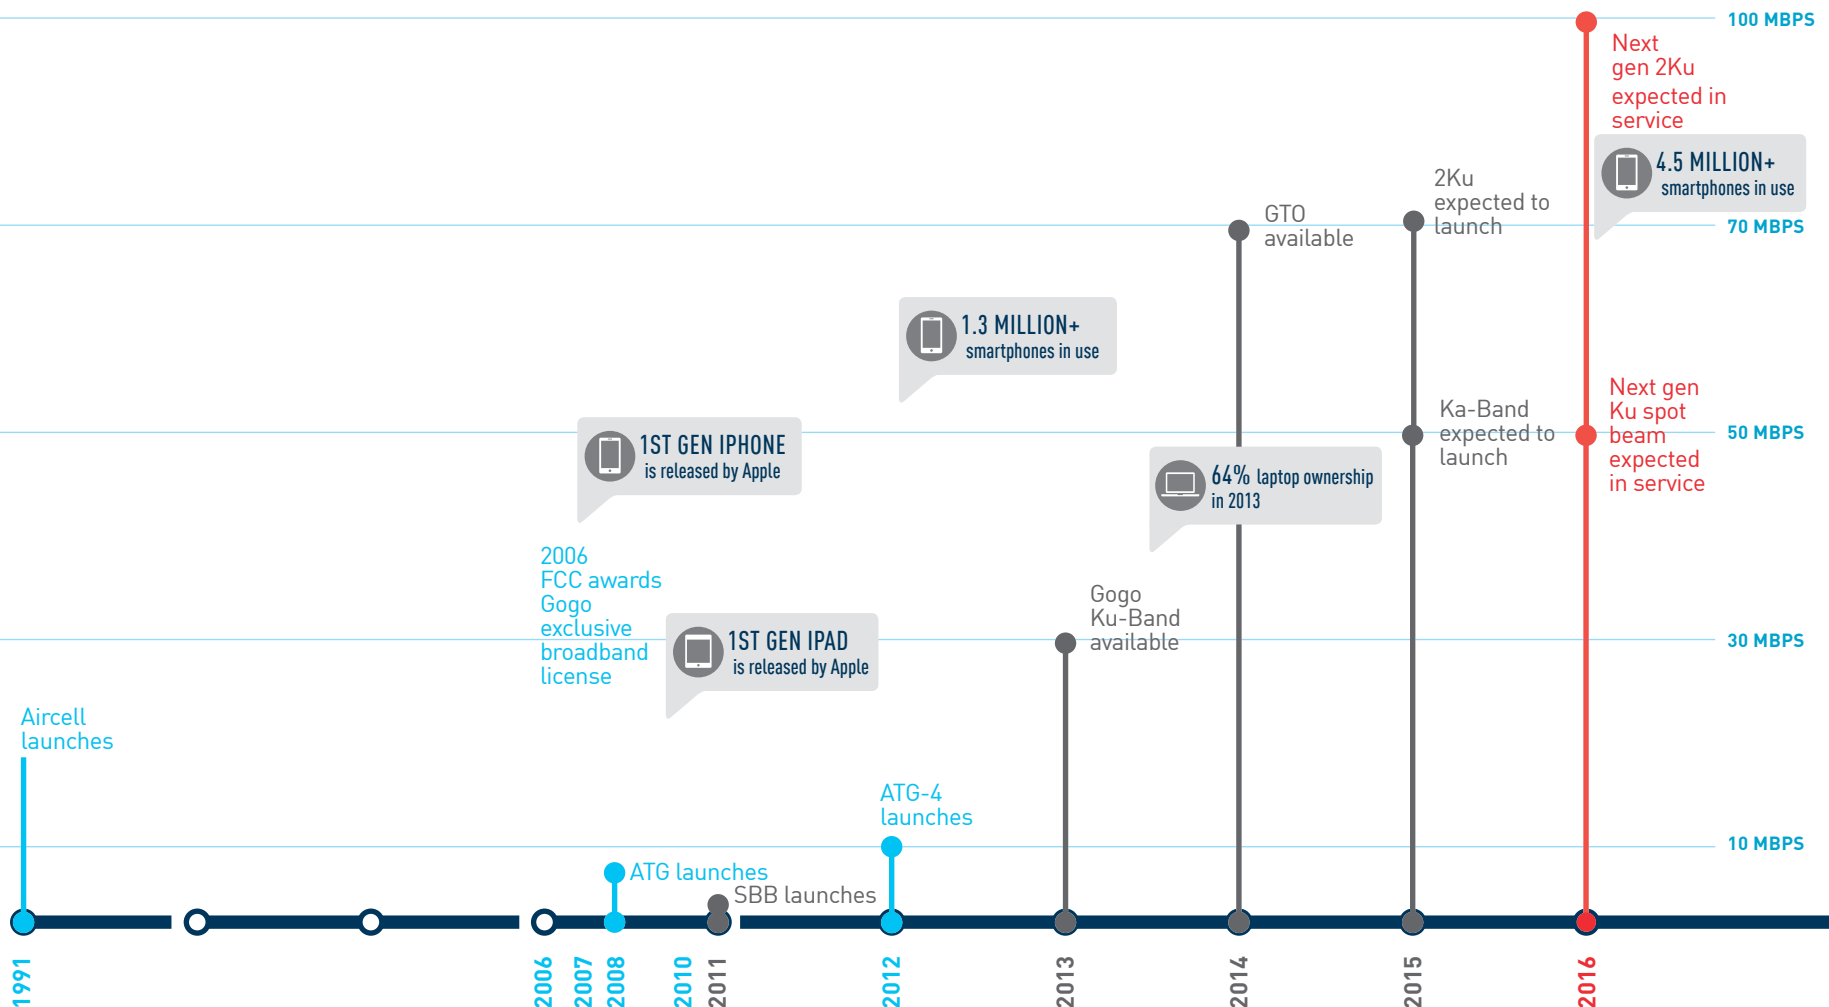 100 MBPS
Next
gen 2Ku
expected in
service
4.5 MILLION+
smartphones in use
2Ku
expected to
launch
GTO
available
70 MBPS
1.3 MILLION+
smartphones in use
Next gen
Ku spot
beam
expected
in service
Ka-Band
expected to
launch
50 MBPS
1ST GEN IPHONE
is released by Apple
64% laptop ownership
in 2013
2006
FCC awards
Gogo
exclusive
broadband
license
1ST GEN IPAD
is released by Apple
Gogo
Ku-Band
available
30 MBPS
Aircell
launches
ATG-4
launches
10 MBPS
ATG launches
SBB launches
1991
2006
2007
2008
2010
2011
2012
2013
2014
2015
2016